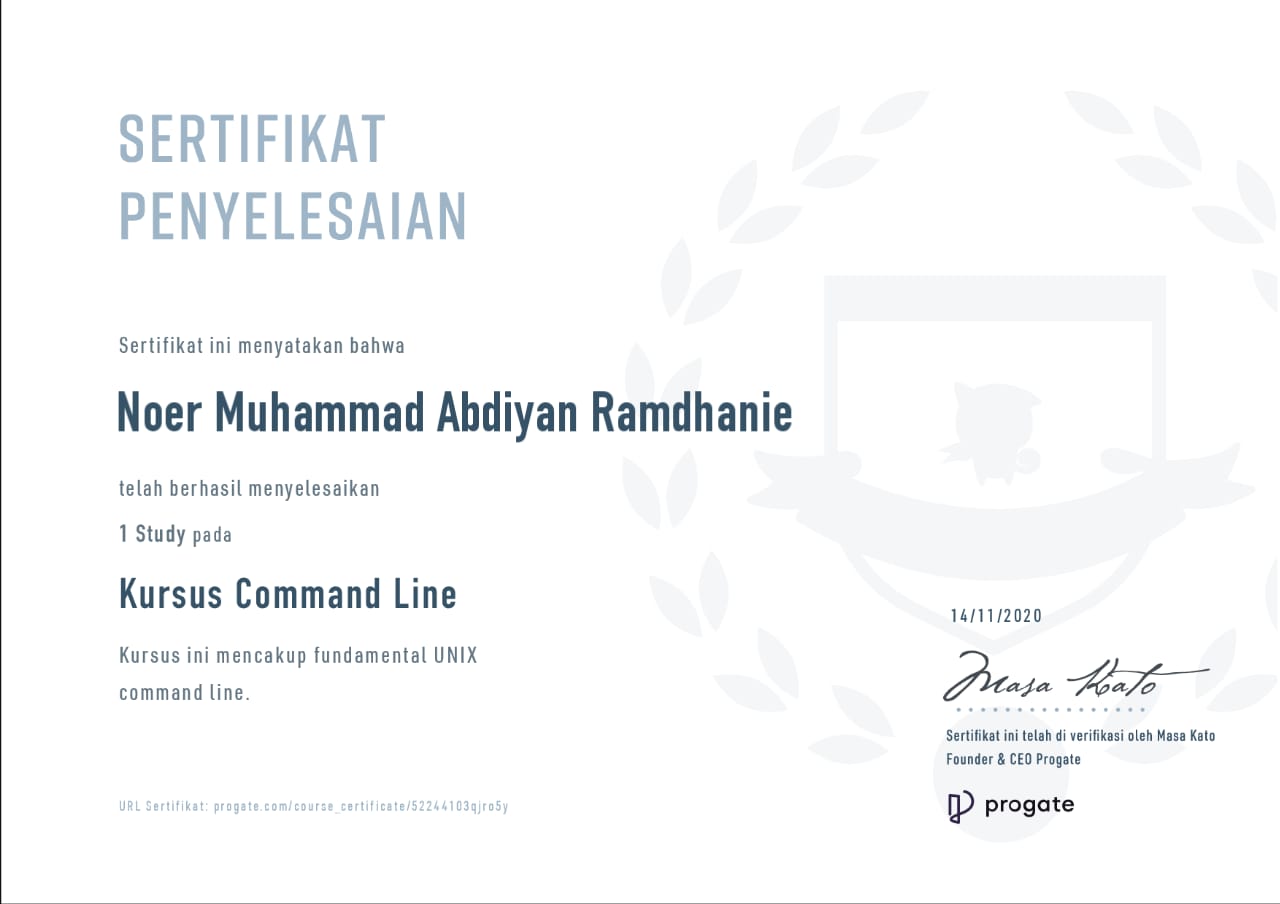 SERTIFIKAT
PENYELESAIAN
Sertifikat ini menyatakan bahwa
Noer Muhammad Abdiyan Ramdhanie
telah berhasil menyelesaikan
1 Study pada
Kursus Command Line
Kursus ini mencakup fundamental UNIX
command line.
URL Sertifikat: progate.com/course_certificate/52244103qjro5y
14/11/2020
Masa Kato
Sertifikat ini telah di verifikasi oleh Masa Kato
Founder & CEO Progate
progate